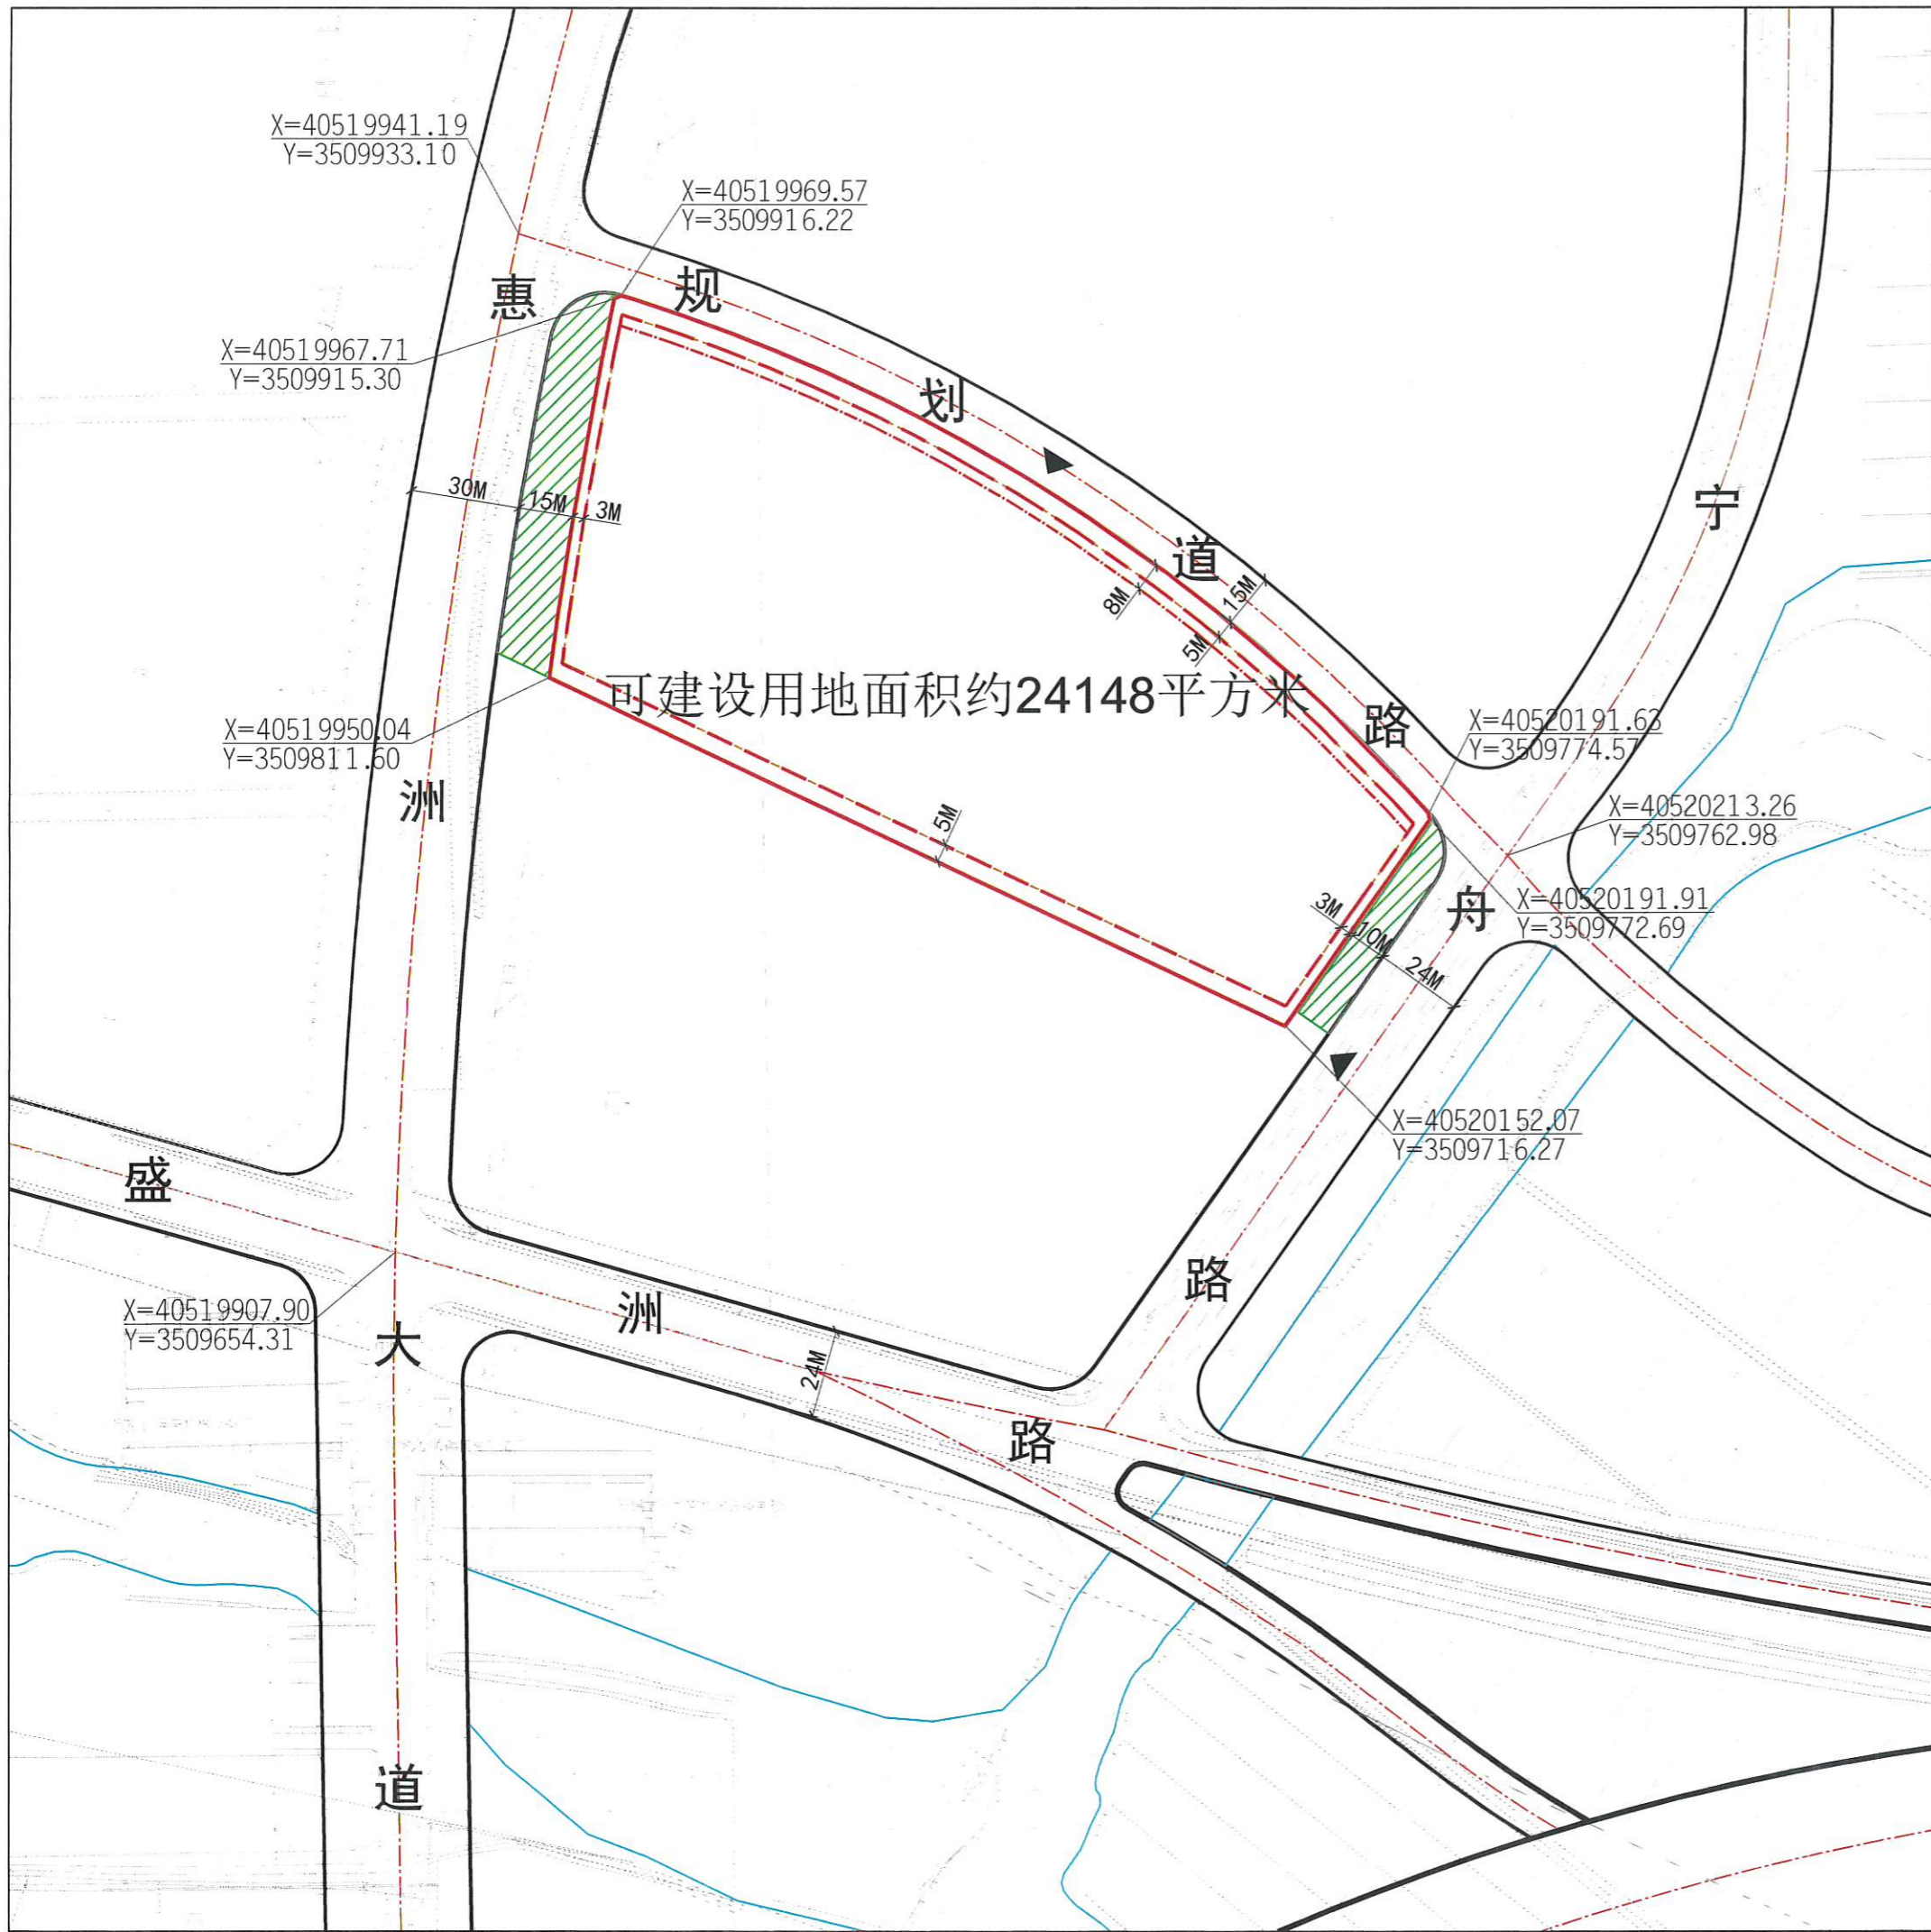 X=40519941.19
Y=3509933.10
X=40519969.57
Y=3509916.22
惠
规
X=40519967.71
Y=3509915.30
划
30M
15M
3M
宁
道
8M
15M
5M
可建设用地面积约24148平方米
路
X=40519950.04
Y=3509811.60
X=40520191.63
Y=3509774.57
洲
5M
X=40520213.26
Y=3509762.98
舟
3M
10M
24M
X=40520191.91
Y=3509772.69
X=40520152.07
Y=3509716.27
盛
路
X=40519907.90
Y=3509654.31
大
洲
24M
路
道